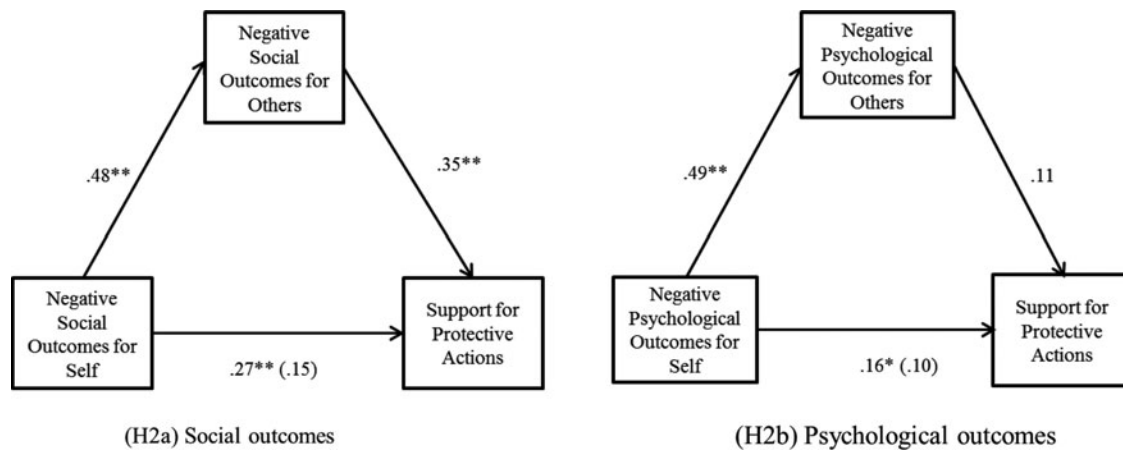 Negative
Social
Outcomes for
Others
.48**
.35**
Negative
Social
Outcomes for
Self
Support for
Protective
Actions
.27** (.15)
(H2a) Social outcomes
Negative
Psychological
Outcomes for
Others
.49**
.11
Negative
Psychological
Outcomes for Self
Support for
Protective
Actions
.16* (.10)
(H2b) Psychological outcomes